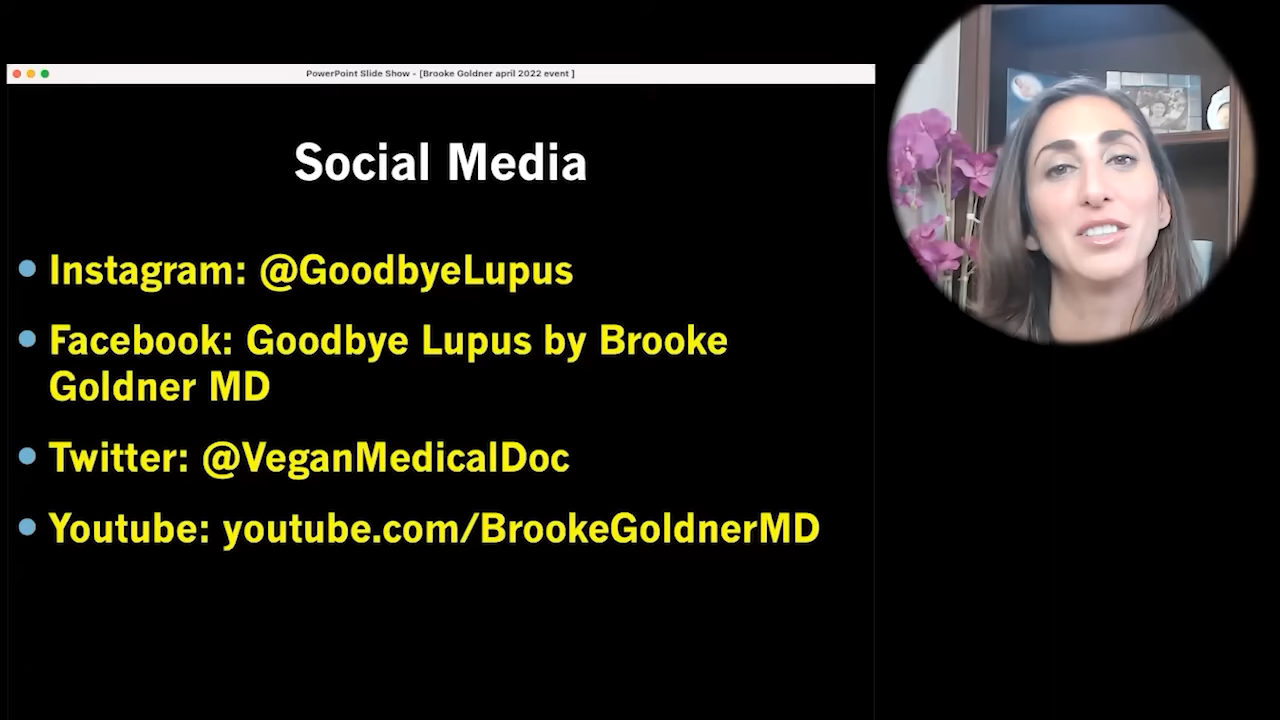 PowerPoint Slide Show - [Brooke Goldner april 2022 event ]
Social Media
Instagram: @GoodbyeLupus
Facebook: Goodbye Lupus by Brooke
Goldner MD
Twitter: @VeganMedicalDoc
Youtube: youtube.com/BrookeGoldnerMD